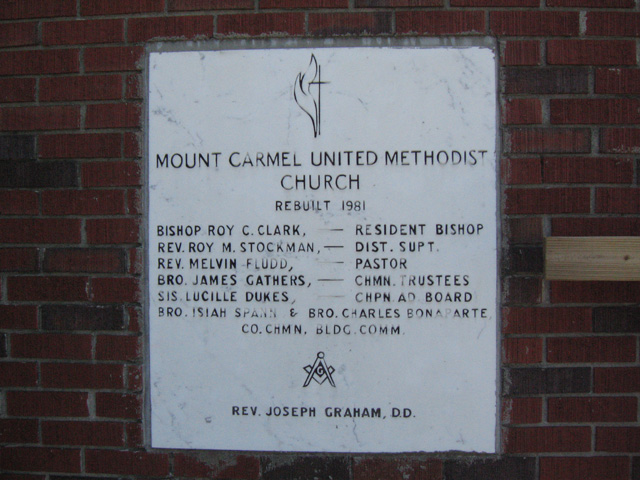 MOUNT CARMEL UNITED METHODIST
CHURCH
REBUILT 1981
BISHOP ROY C. CLARK, — RESIDENT BISHOP
REV. ROY M. STOCKMAN, — DIST. SUPT.
REV. MELVIN FLUDD, — PASTOR
BRO. JAMES GATHERS, — CHMN. TRUSTEES
SIS. LUCILLE DUKES, — CHPN. AD. BOARD
BRO. ISIAH SPANN & BRO. CHARLES BONAPARTE,
CO. CHMN. BLDG. COMM.
G
REV. JOSEPH GRAHAM, D.D.